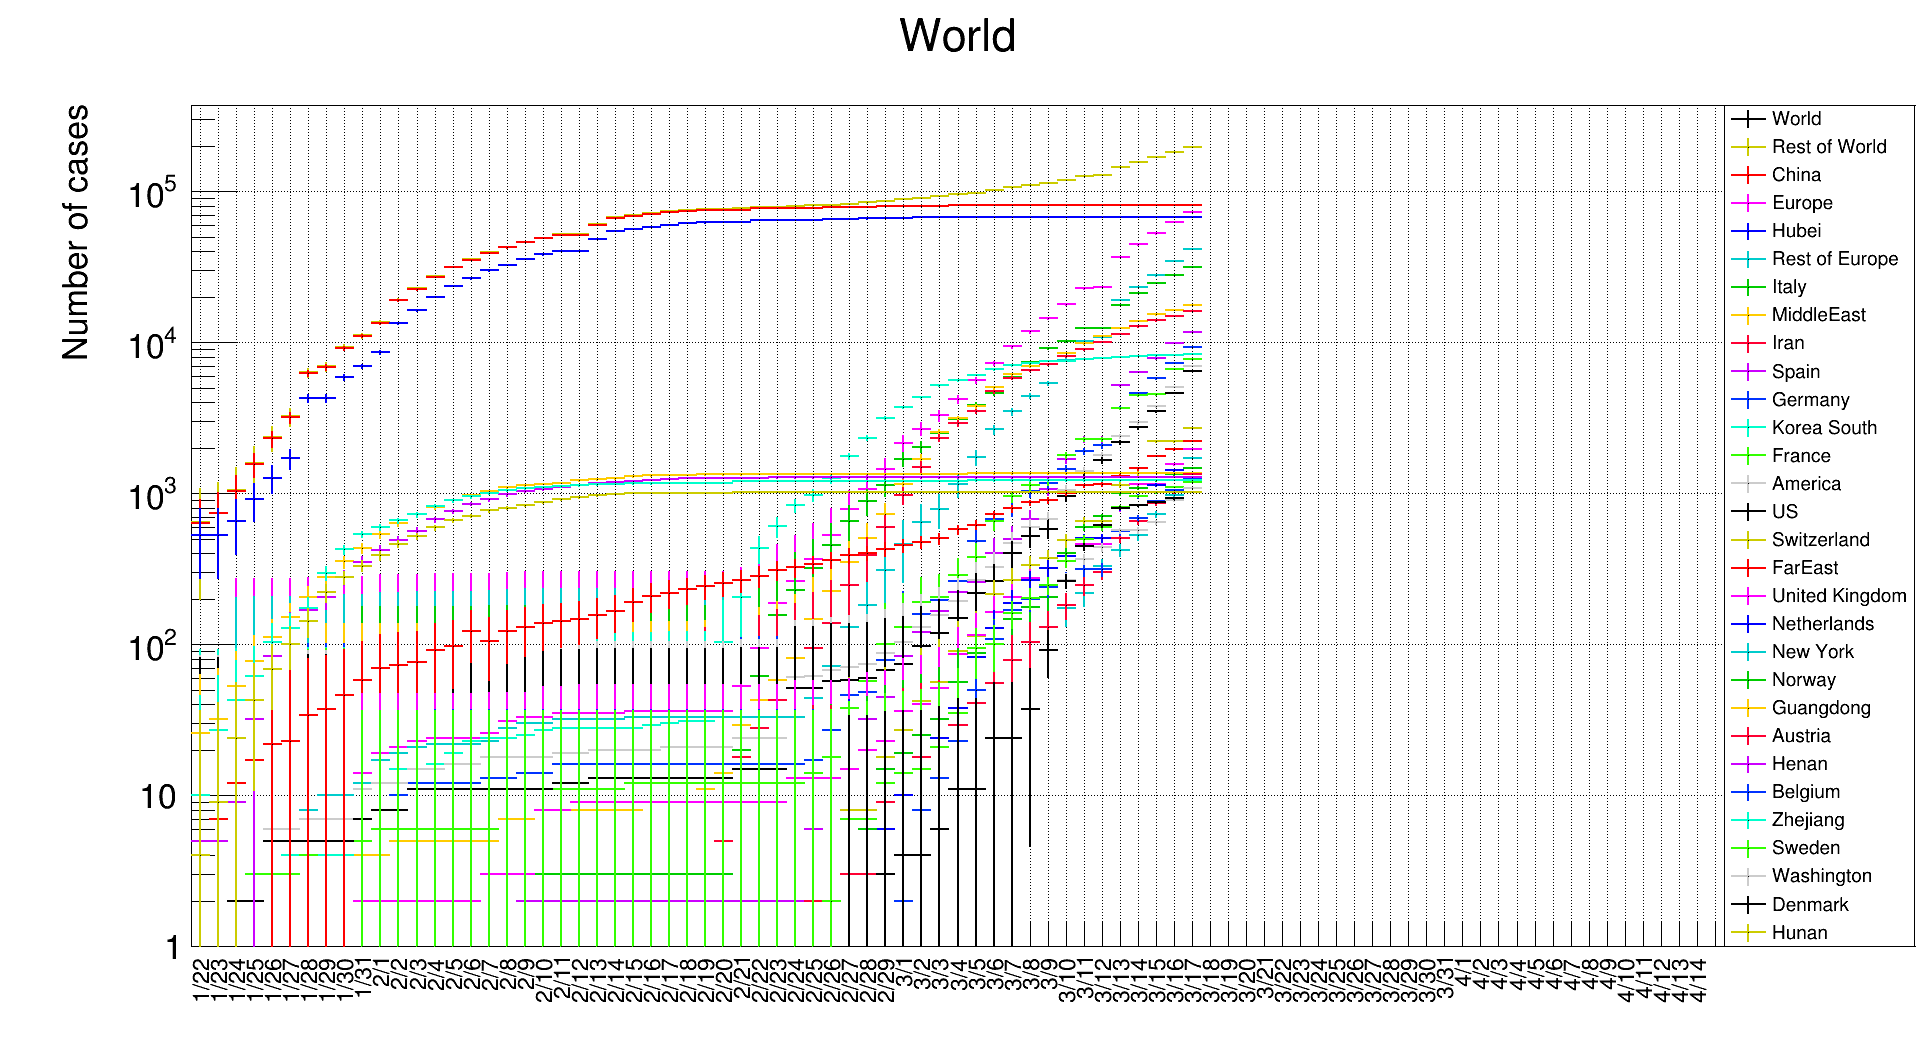 World
Number of cases
10^5
10^4
10^3
10^2
10
1
1/22
1/23
1/24
1/25
1/26
1/27
1/28
1/29
1/30
1/31
2/1
2/2
2/3
2/4
2/5
2/6
2/7
2/8
2/9
2/10
2/11
2/12
2/13
2/14
2/15
2/16
2/17
2/18
2/19
2/20
2/21
2/22
2/23
2/24
2/25
2/26
2/27
2/28
2/29
3/1
3/2
3/3
3/4
3/5
3/6
3/7
3/8
3/9
3/10
3/11
3/12
3/13
3/14
3/15
3/16
3/17
3/18
3/19
3/20
3/21
3/22
3/23
3/24
3/25
3/26
3/27
3/28
3/29
3/30
3/31
4/1
4/2
4/3
4/4
4/5
4/6
4/7
4/8
4/9
4/10
4/11
4/12
4/13
4/14
World
Rest of World
China
Europe
Hubei
Rest of Europe
Italy
MiddleEast
Iran
Spain
Germany
Korea South
France
America
US
Switzerland
FarEast
United Kingdom
Netherlands
New York
Norway
Guangdong
Austria
Henan
Belgium
Zhejiang
Sweden
Washington
Denmark
Hunan